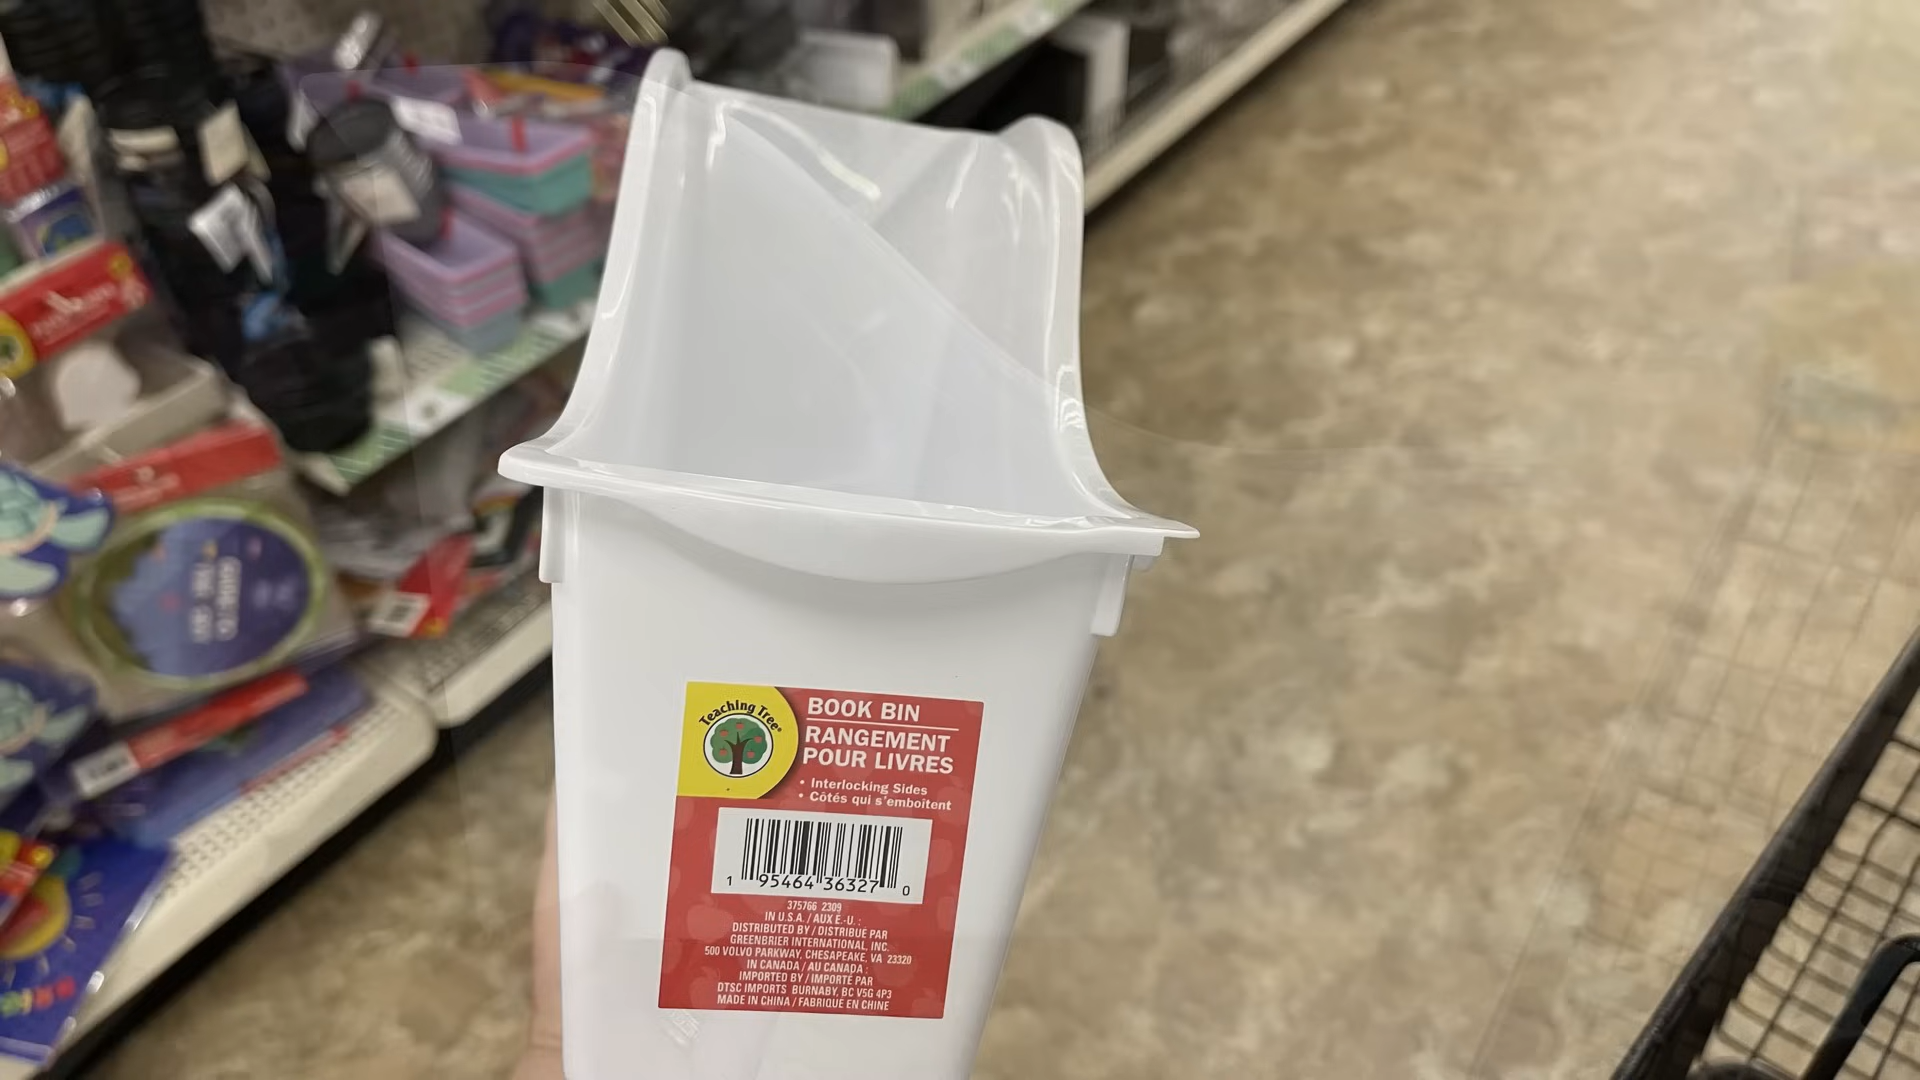 Teaching Tree®
BOOK BIN
RANGEMENT
POUR LIVRES
• Interlocking Sides
• Côtés qui s'emboîtent
1 95464 36327 0
375766 2309
IN U.S.A. / AUX É.-U. :
DISTRIBUTED BY / DISTRIBUÉ PAR
GREENBRIER INTERNATIONAL, INC.
500 VOLVO PARKWAY, CHESAPEAKE, VA 23320
IN CANADA / AU CANADA :
IMPORTED BY / IMPORTÉ PAR
DTSC IMPORTS BURNABY, BC V5G 4P3
MADE IN CHINA / FABRIQUÉ EN CHINE